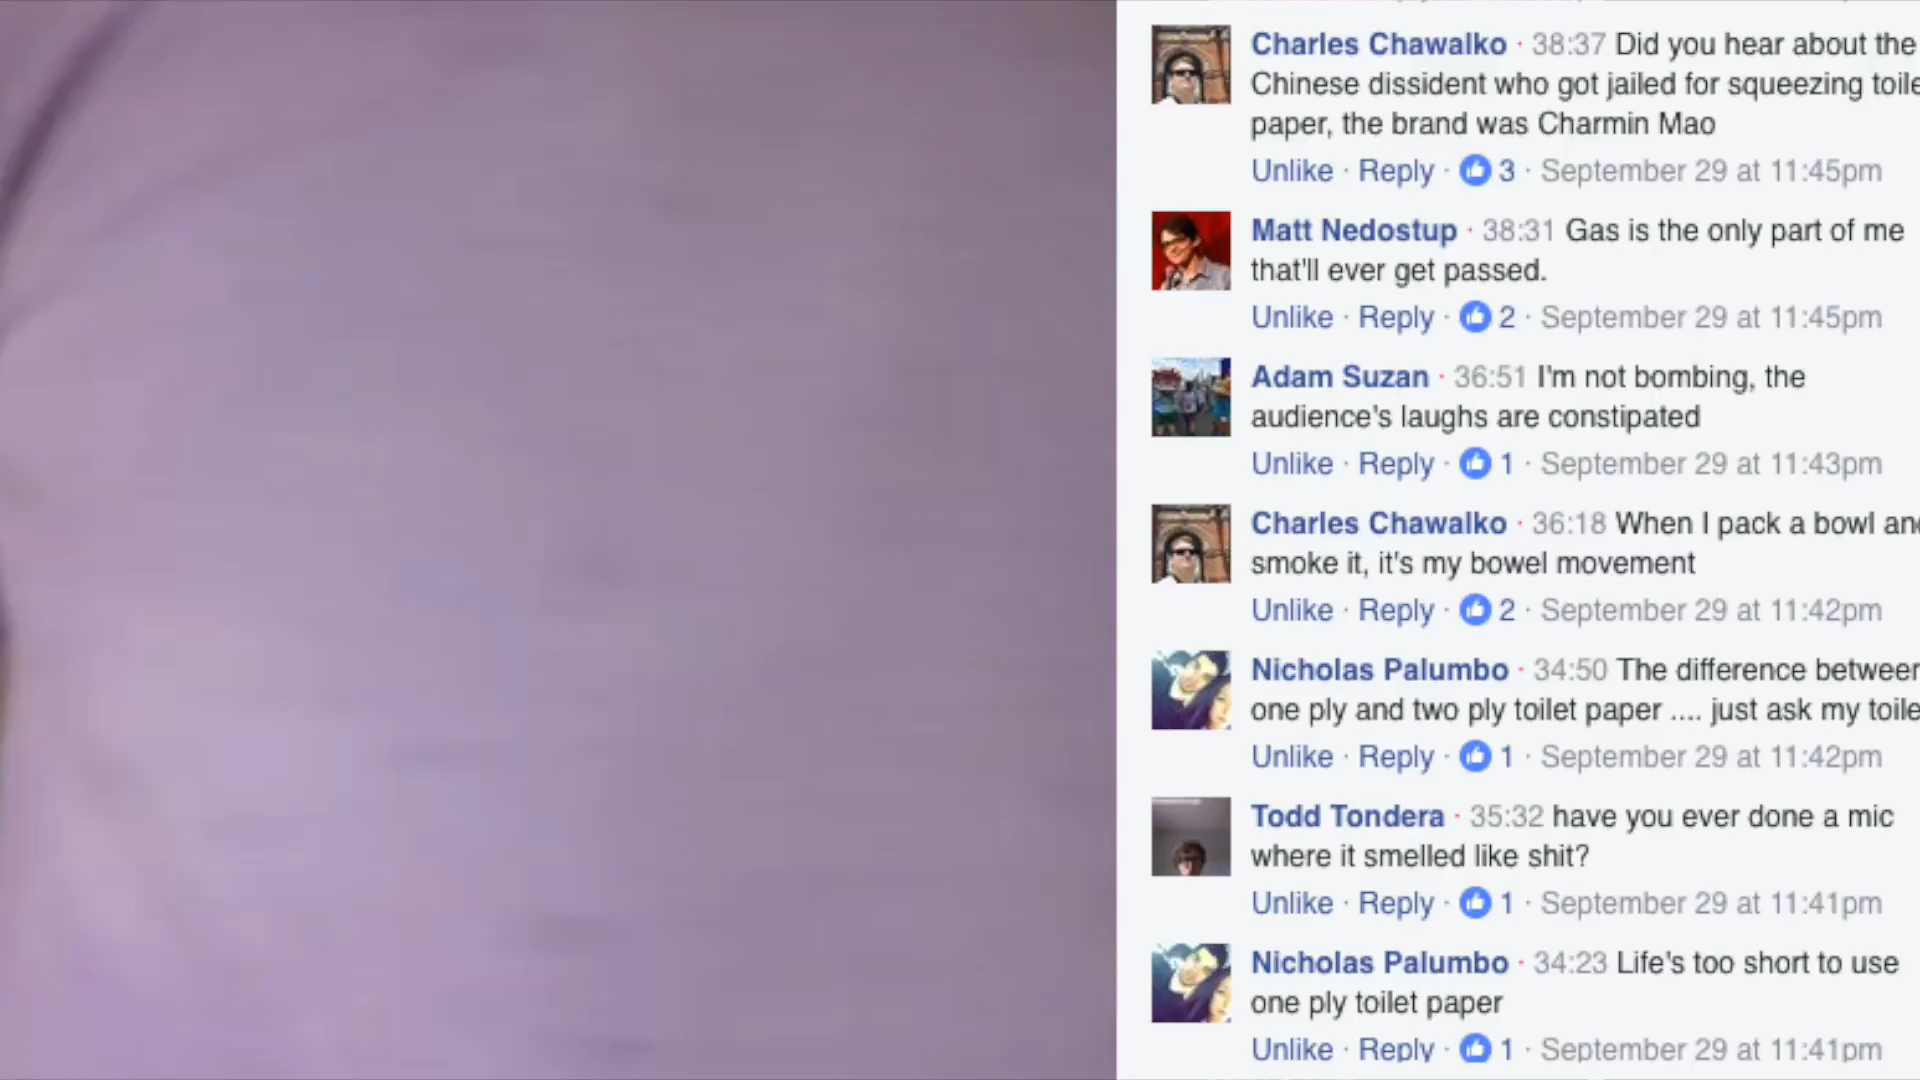 Charles Chawalko · 38:37 Did you hear about the
Chinese dissident who got jailed for squeezing
paper, the brand was Charmin Mao
Unlike · Reply · 3 · September 29 at 11:45pm
Matt Nedostup · 38:31 Gas is the only part of me
that'll ever get passed.
Unlike · Reply · 2 · September 29 at 11:45pm
Adam Suzan · 36:51 I'm not bombing, the
audience's laughs are constipated
Unlike · Reply · 1 · September 29 at 11:43pm
Charles Chawalko · 36:18 When I pack a bowl
smoke it, it's my bowel movement
Unlike · Reply · 2 · September 29 at 11:42pm
Nicholas Palumbo · 34:50 The difference between
one ply and two ply toilet paper .... just ask my
Unlike · Reply · 1 · September 29 at 11:42pm
Todd Tondera · 35:32 have you ever done a mic
where it smelled like shit?
Unlike · Reply · 1 · September 29 at 11:41pm
Nicholas Palumbo · 34:23 Life's too short to use
one ply toilet paper
Unlike · Reply · 1 · September 29 at 11:41pm